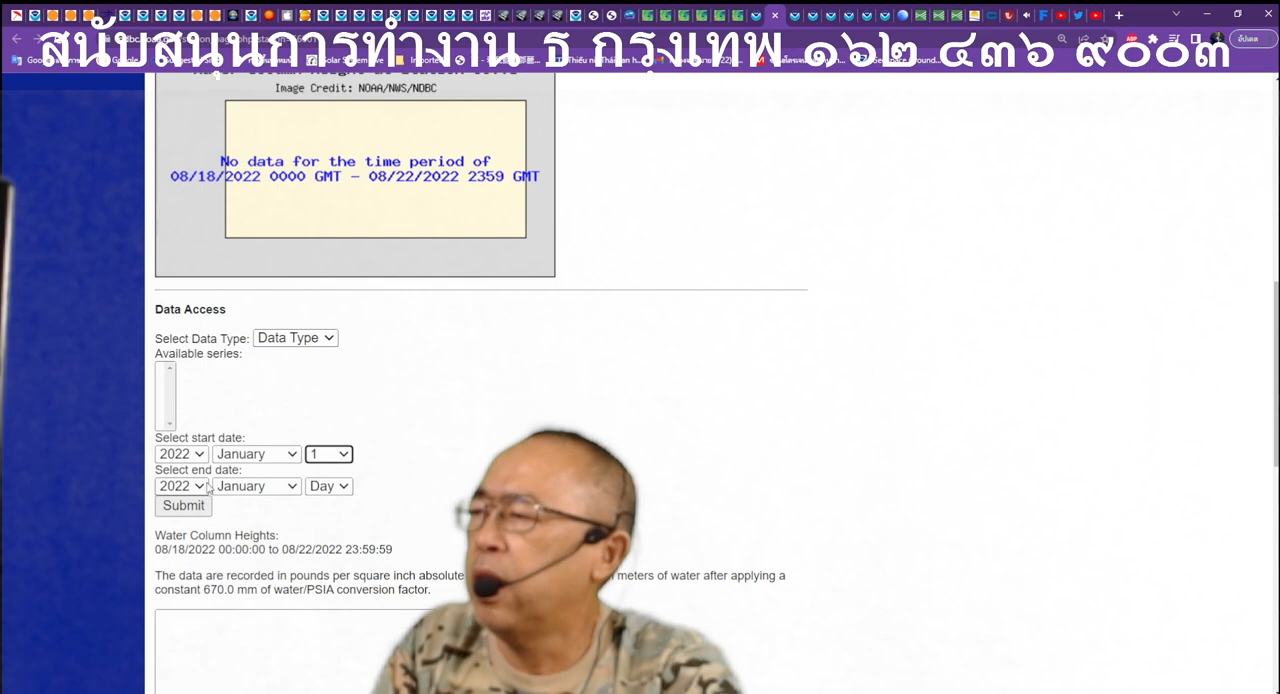 สนับสนุนการทำงาน ธ.กรุงเทพ ๑๖๒ ๔๓๖ ๙๐๐๓
Image Credit: NOAA/NWS/NDBC
No data for the time period of
08/18/2022 0000 GMT - 08/22/2022 2359 GMT
Data Access
Select Data Type: Data Type
Available series:
Select start date:
2022 January 1
Select end date:
2022 January Day
Submit
Water Column Heights:
08/18/2022 00:00:00 to 08/22/2022 23:59:59
The data are recorded in pounds per square inch absolute meters of water after applying a
constant 670.0 mm of water/PSIA conversion factor.